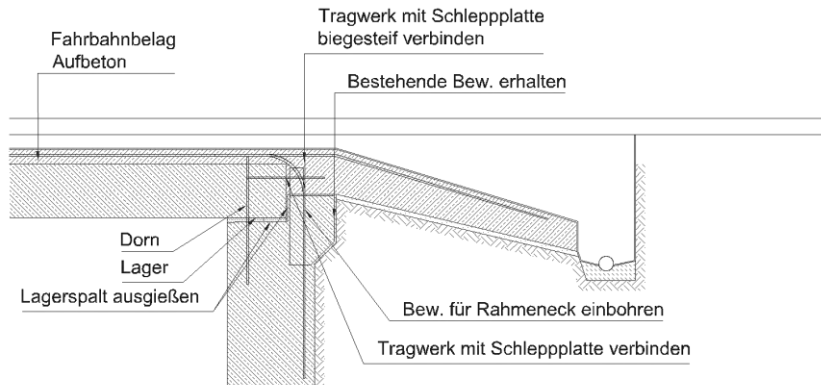 Tragwerk mit Schleppplatte
biegesteif verbinden
Fahrbahnbelag
Aufbeton
Bestehende Bew. erhalten
Dorn
Lager
Lagerspalt ausgießen
Bew. für Rahmeneck einbohren
Tragwerk mit Schleppplatte verbinden